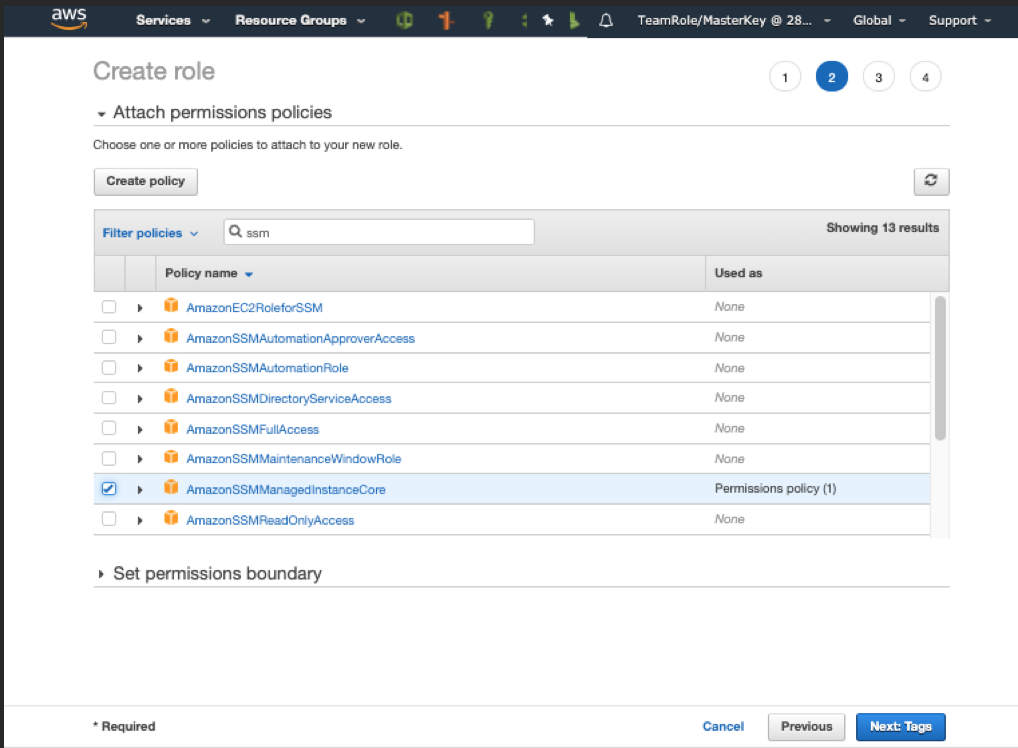 aws Services Resource Groups TeamRole/MasterKey @ 28... Global Support
Create role 1 2 3 4
Attach permissions policies
Choose one or more policies to attach to your new role.
Create policy
Filter policies ssm Showing 13 results
Policy name Used as
AmazonEC2RoleforSSM None
AmazonSSMAutomationApproverAccess None
AmazonSSMAutomationRole None
AmazonSSMDirectoryServiceAccess None
AmazonSSMFullAccess None
AmazonSSMMaintenanceWindowRole None
AmazonSSMManagedInstanceCore Permissions policy (1)
AmazonSSMReadOnlyAccess None
Set permissions boundary
* Required Cancel Previous Next: Tags